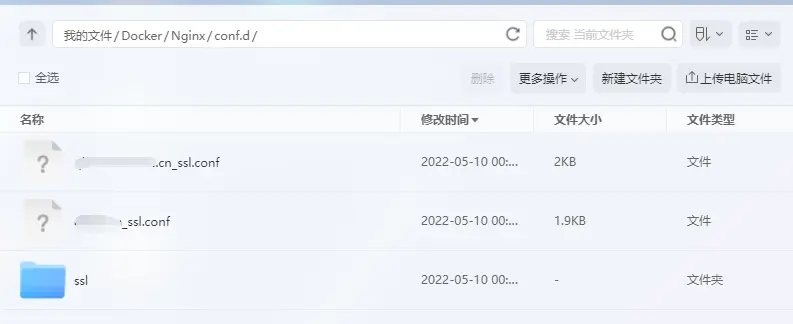 我的文件/Docker/Nginx/conf.d/
搜索 当前文件夹
全选
删除 更多操作 新建文件夹 上传电脑文件
名称 修改时间 文件大小 文件类型
.cn_ssl.conf 2022-05-10 00:... 2KB 文件
_ssl.conf 2022-05-10 00:... 1.9KB 文件
ssl 2022-05-10 00:... - 文件夹